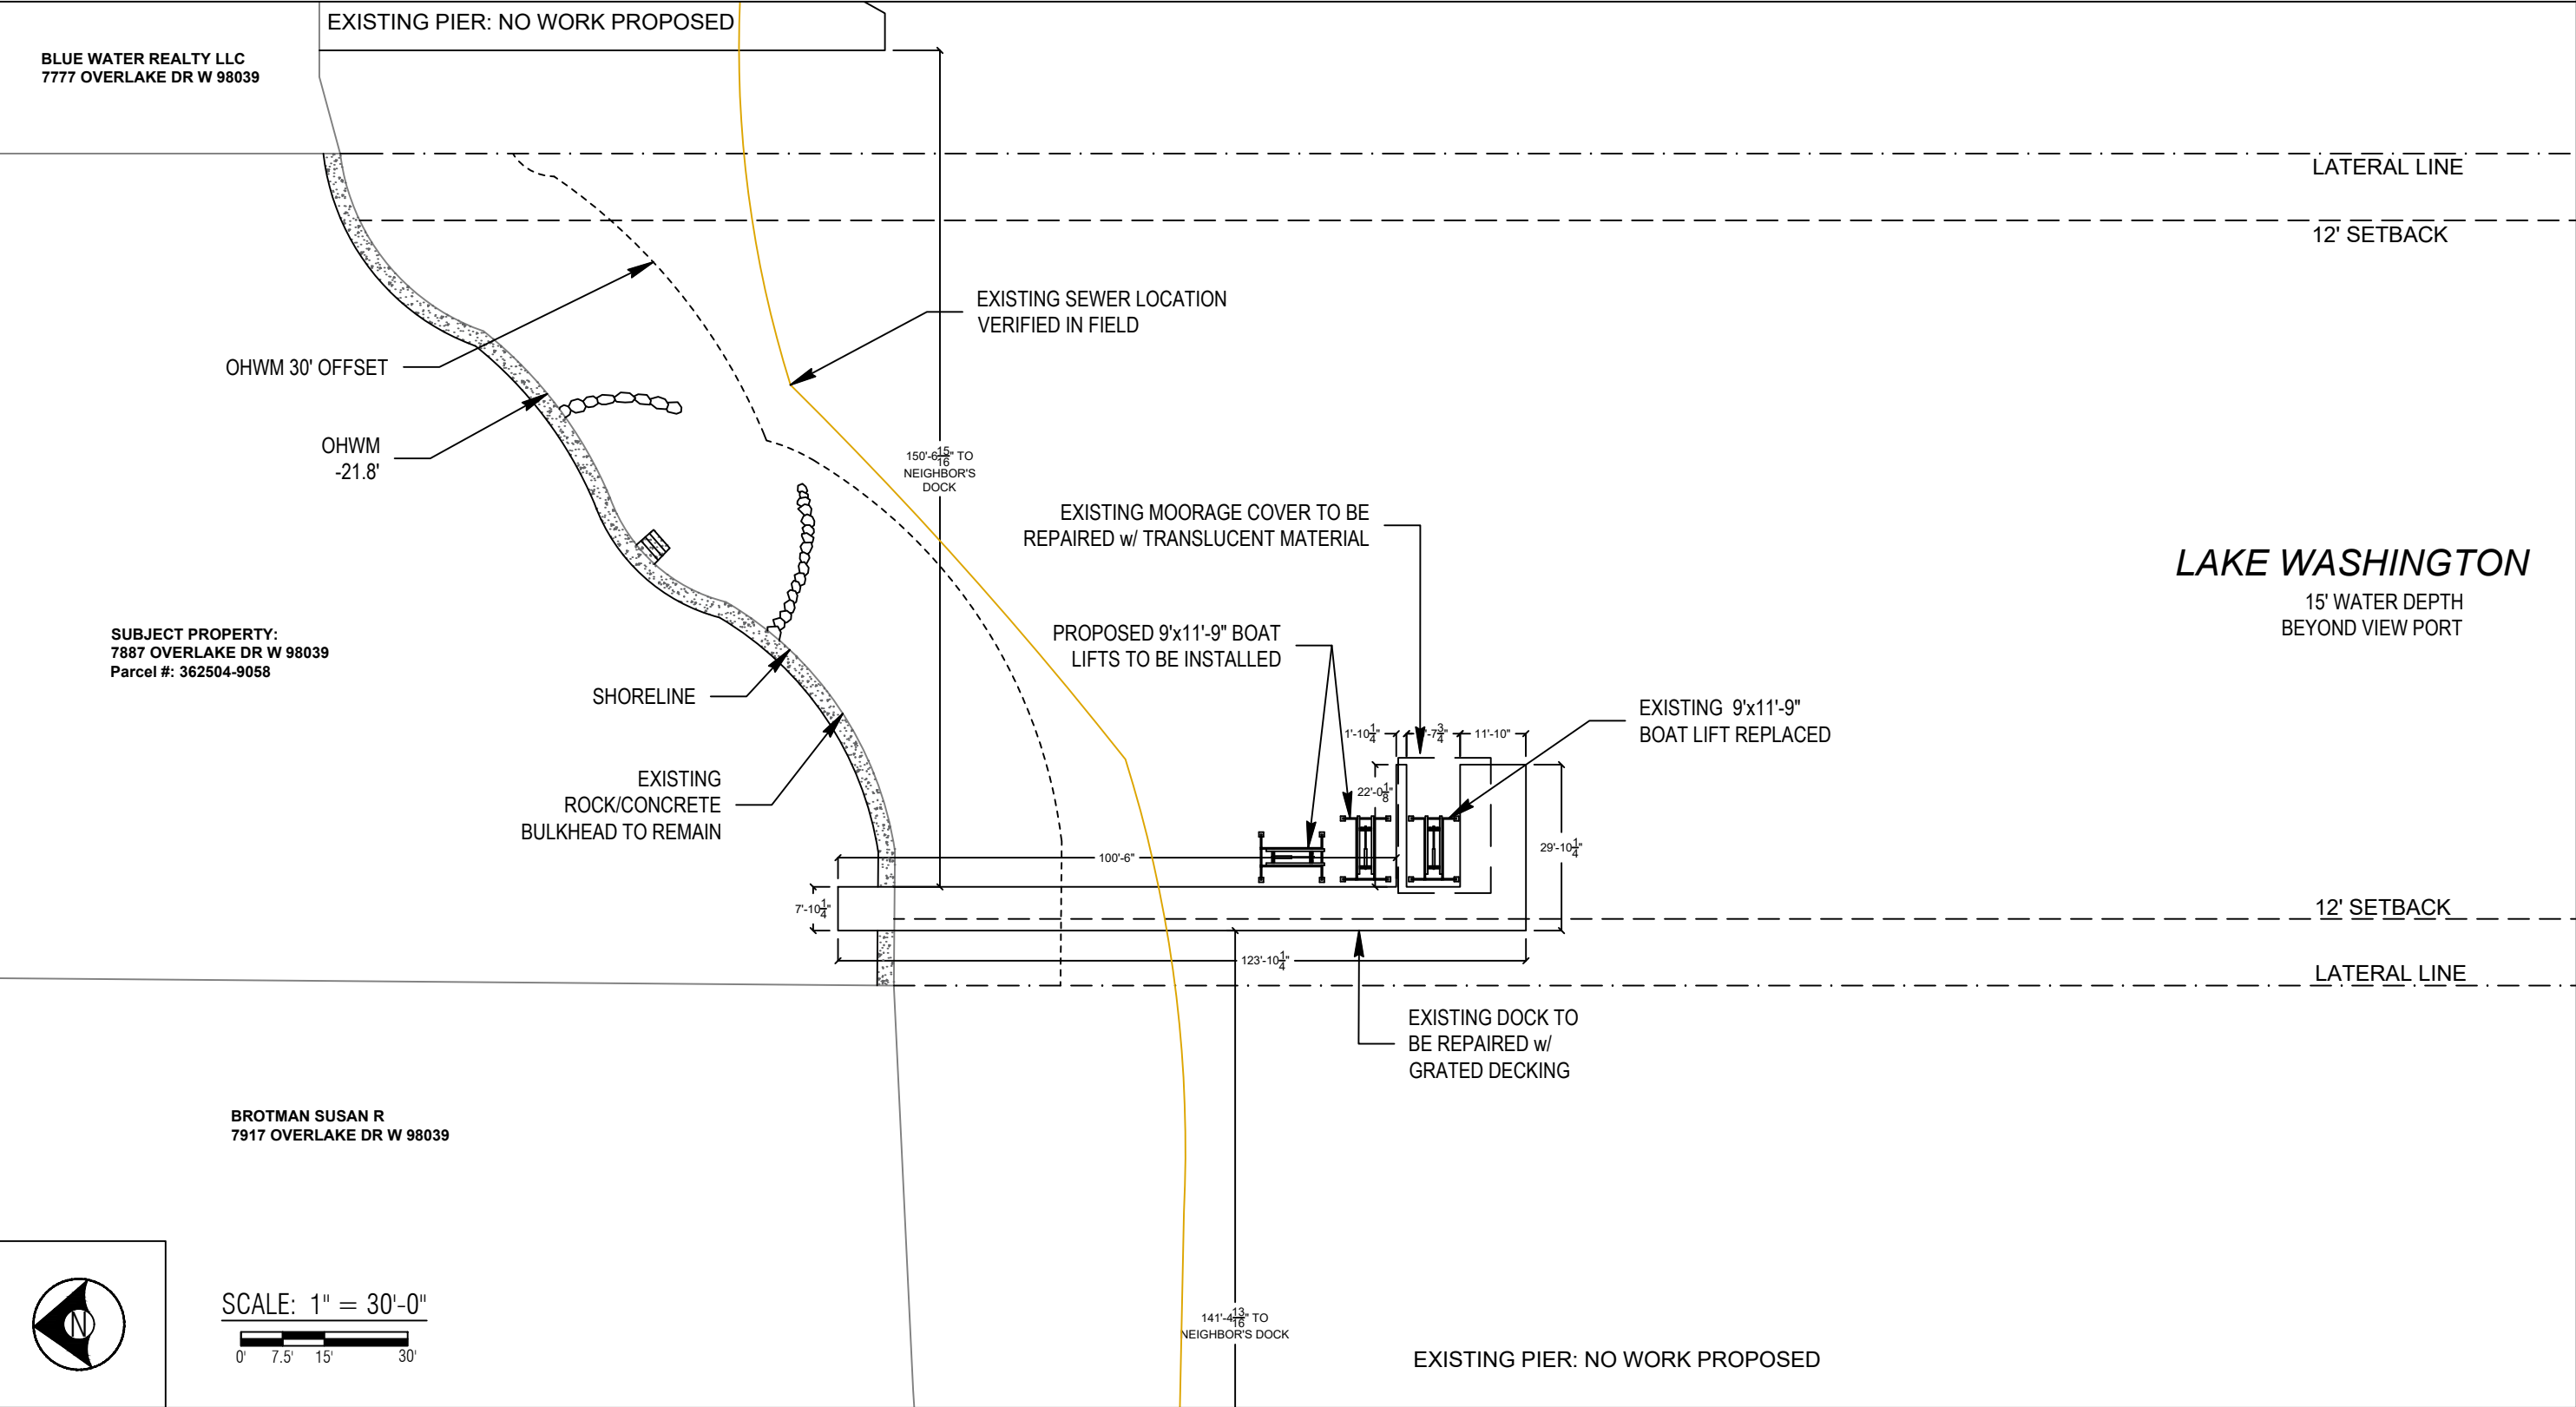 EXISTING PIER: NO WORK PROPOSED
BLUE WATER REALTY LLC
7777 OVERLAKE DR W 98039
LATERAL LINE
12' SETBACK
EXISTING SEWER LOCATION
VERIFIED IN FIELD
OHWM 30' OFFSET
OHWM
-21.8'
150'-6 15/16" TO
NEIGHBOR'S
DOCK
EXISTING MOORAGE COVER TO BE
REPAIRED w/ TRANSLUCENT MATERIAL
LAKE WASHINGTON
15' WATER DEPTH
BEYOND VIEW PORT
SUBJECT PROPERTY:
7887 OVERLAKE DR W 98039
Parcel #: 362504-9058
PROPOSED 9'x11'-9" BOAT
LIFTS TO BE INSTALLED
SHORELINE
EXISTING 9'x11'-9"
BOAT LIFT REPLACED
1'-10 1/4"
-7 3/4"
11'-10"
EXISTING
ROCK/CONCRETE
BULKHEAD TO REMAIN
22'-0 1/8"
29'-10 1/4"
100'-6"
7'-10 1/4"
12' SETBACK
123'-10 1/4"
LATERAL LINE
EXISTING DOCK TO
BE REPAIRED w/
GRATED DECKING
BROTMAN SUSAN R
7917 OVERLAKE DR W 98039
N
SCALE: 1" = 30'-0"
0' 7.5' 15' 30'
141'-4 13/16" TO
NEIGHBOR'S DOCK
EXISTING PIER: NO WORK PROPOSED